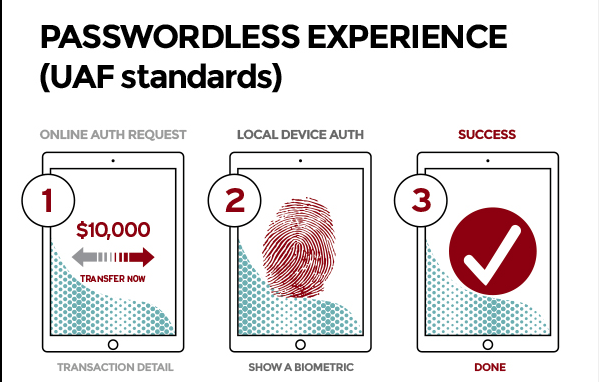 PASSWORDLESS EXPERIENCE
(UAF standards)
ONLINE AUTH REQUEST
1
$10,000
TRANSFER NOW
TRANSACTION DETAIL
LOCAL DEVICE AUTH
2
SHOW A BIOMETRIC
SUCCESS
3
DONE